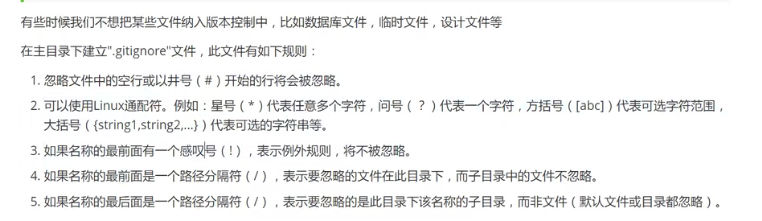 有些时候我们不想把某些文件纳入版本控制中，比如数据库文件，临时文件，设计文件等
在主目录下建立".gitignore"文件，此文件有如下规则：
1. 忽略文件中的空行或以井号（#）开始的行将会被忽略。
2. 可以使用Linux通配符。例如：星号（*）代表任意多个字符，问号（？）代表一个字符，方括号（[abc]）代表可选字符范围，
大括号（{string1,string2,...}）代表可选的字符串等。
3. 如果名称的最前面有一个感叹号（!），表示例外规则，将不被忽略。
4. 如果名称的最前面是一个路径分隔符（/），表示要忽略的文件在此目录下，而子目录中的文件不忽略。
5. 如果名称的最后面是一个路径分隔符（/），表示要忽略的是此目录下该名称的子目录，而非文件（默认文件或目录都忽略）。